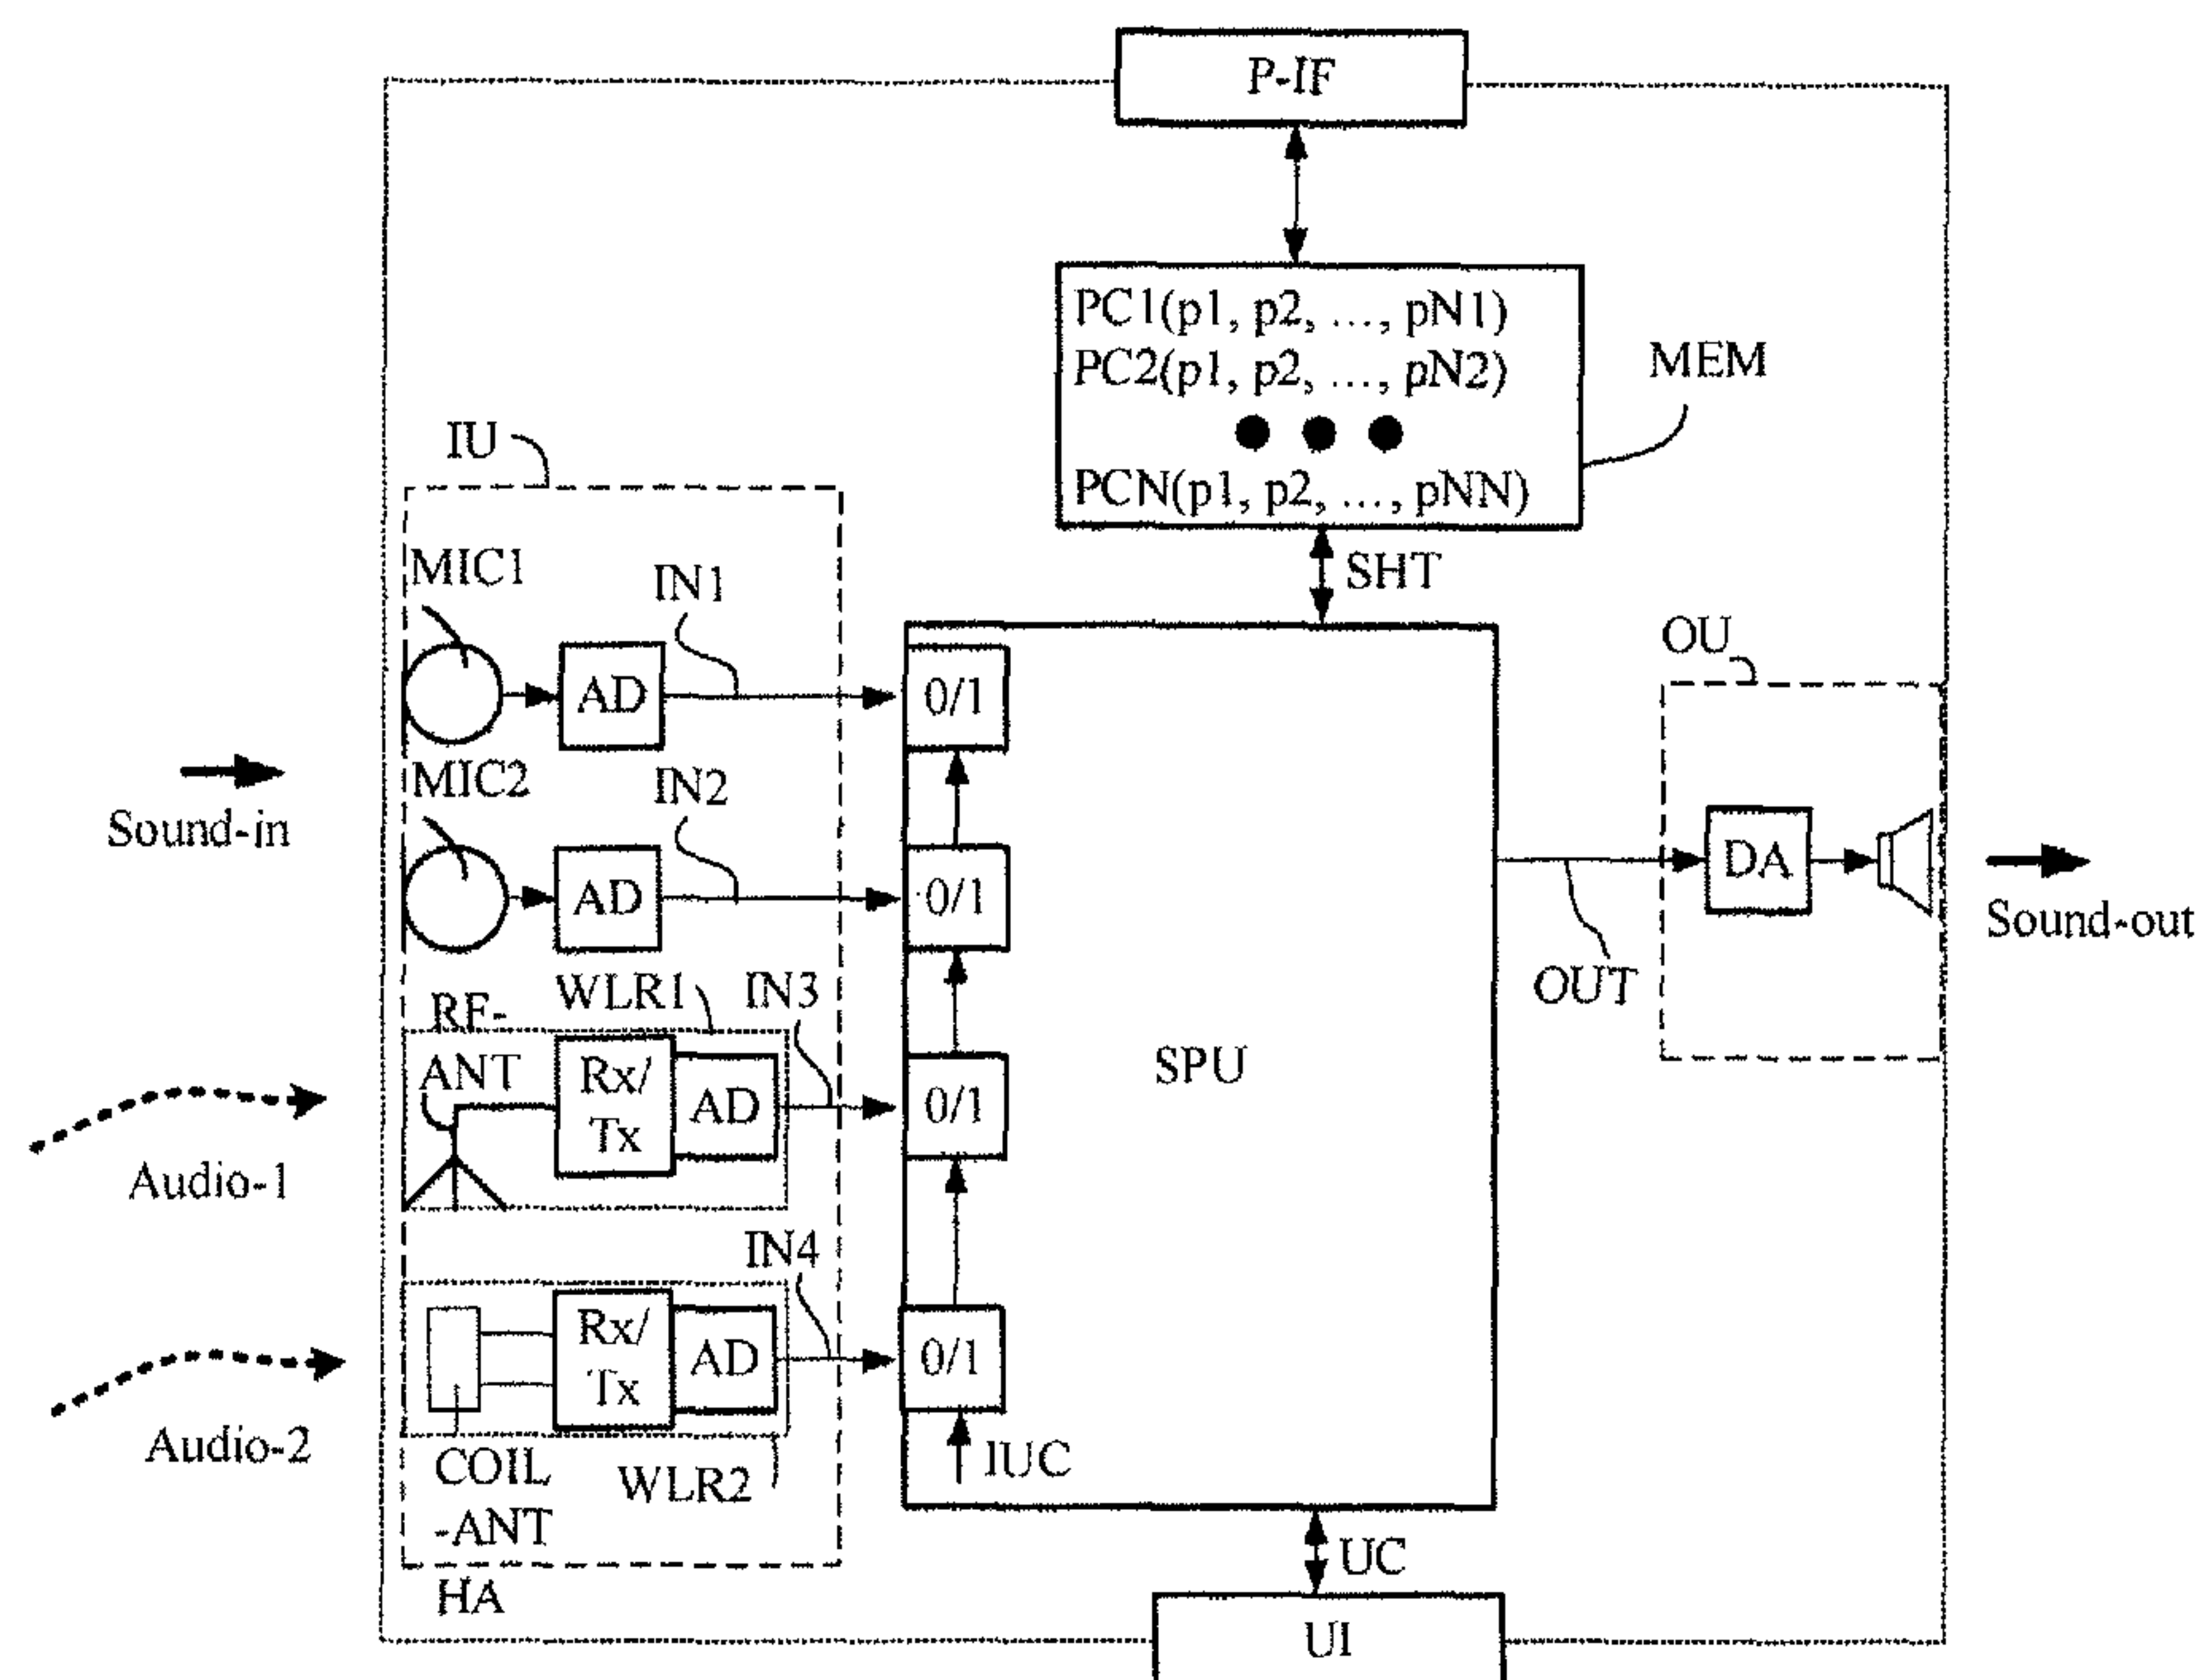 P-IF
PC1(p1, p2, ..., pN1)
PC2(p1, p2, ..., pN2)
PCN(p1, p2, ..., pNN)
MEM
IU
SHT
MIC1
IN1
AD
0/1
OU
MIC2
IN2
AD
0/1
Sound-in
DA
Sound-out
OUT
RF-
ANT
WLR1
IN3
Rx/
Tx
AD
0/1
SPU
Audio-1
IN4
Rx/
Tx
AD
0/1
Audio-2
COIL
-ANT
WLR2
IUC
HA
UC
UI